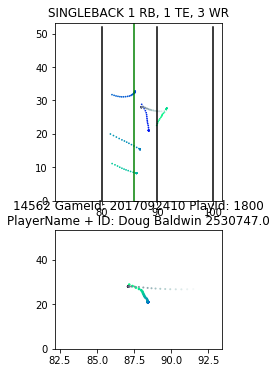 SINGLEBACK 1 RB, 1 TE, 3 WR
50
40
30
20
10
0
80 90 100
14562 GameId: 2017092410 PlayId: 1800
PlayerName + ID: Doug Baldwin 2530747.0
40
20
0
82.5 85.0 87.5 90.0 92.5